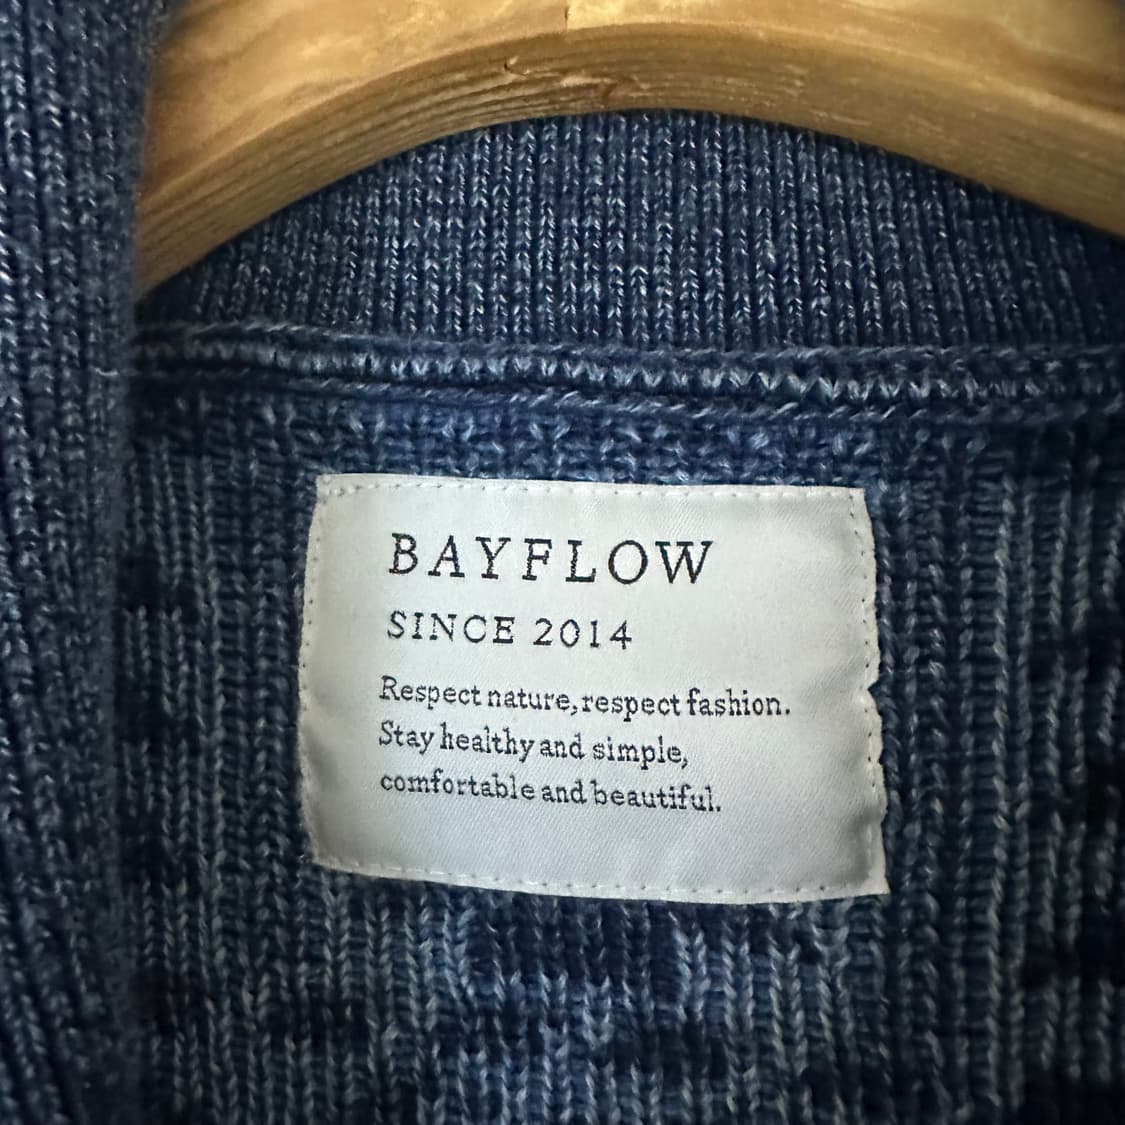 BAYFLOW
SINCE 2014
Respect nature, respect fashion.
Stay healthy and simple,
comfortable and beautiful.